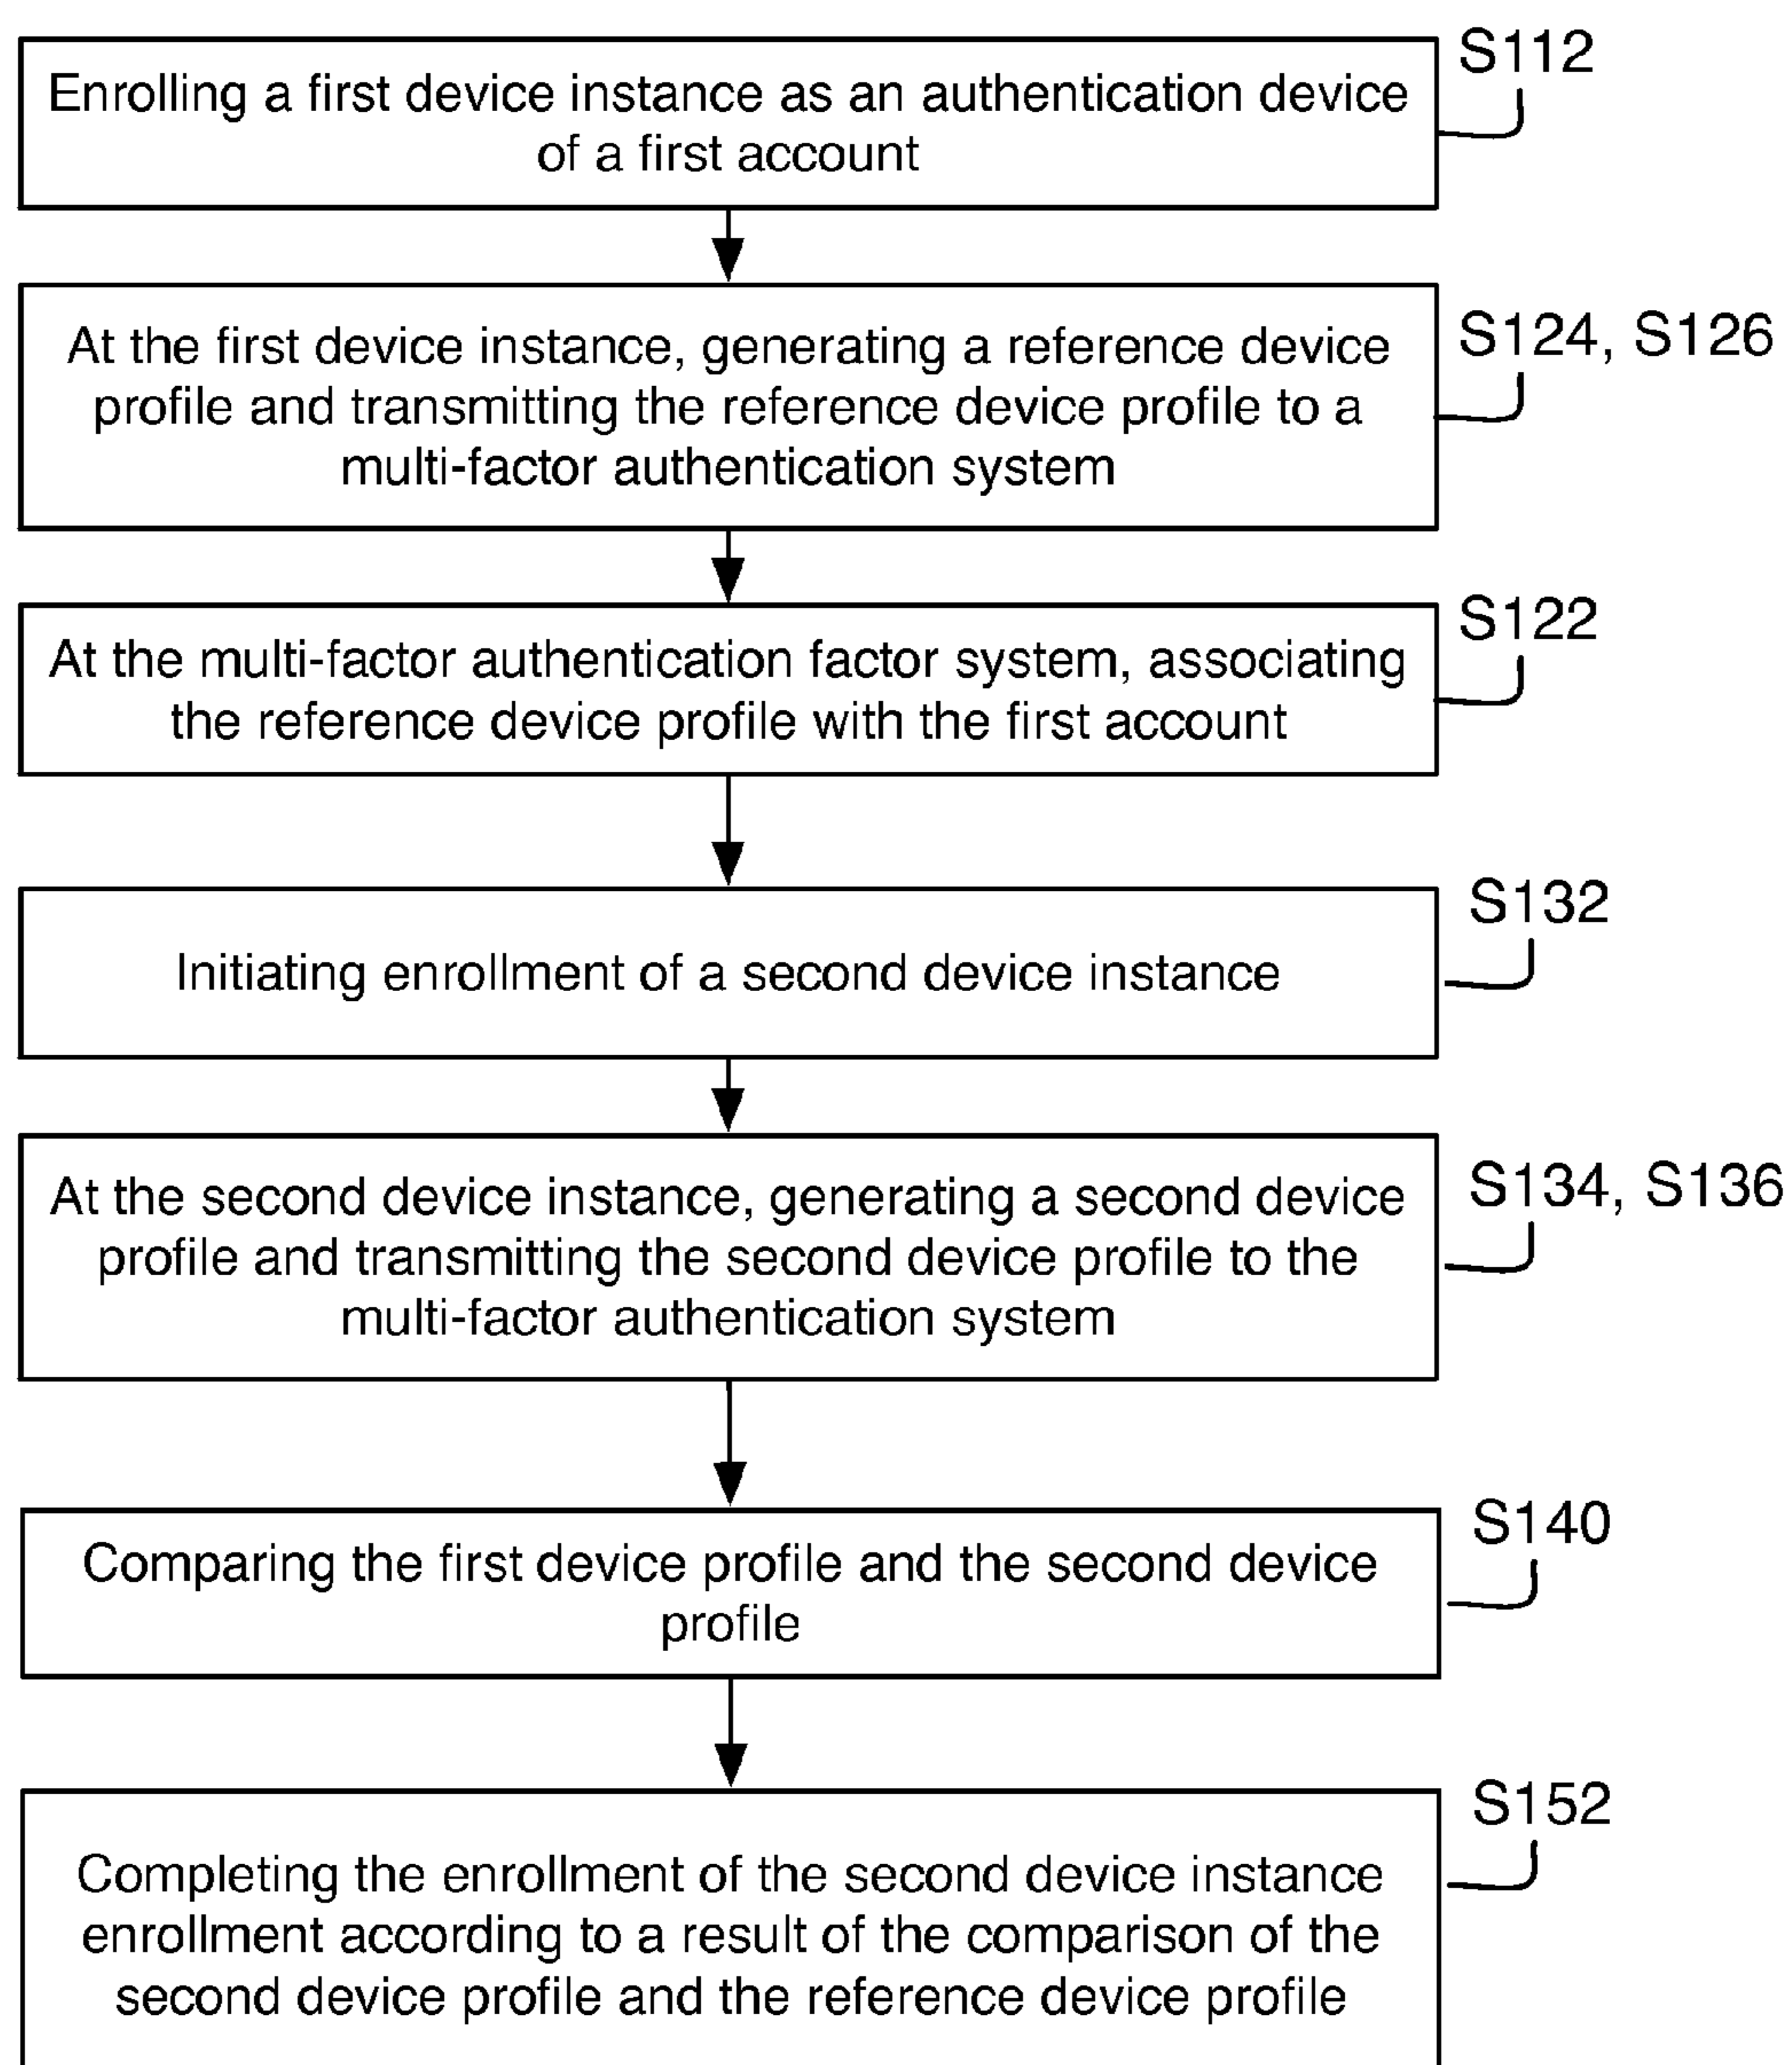 Enrolling a first device instance as an authentication device
of a first account
S112
At the first device instance, generating a reference device
profile and transmitting the reference device profile to a
multi-factor authentication system
S124, S126
At the multi-factor authentication factor system, associating
the reference device profile with the first account
S122
Initiating enrollment of a second device instance
S132
At the second device instance, generating a second device
profile and transmitting the second device profile to the
multi-factor authentication system
S134, S136
Comparing the first device profile and the second device
profile
S140
Completing the enrollment of the second device instance
enrollment according to a result of the comparison of the
second device profile and the reference device profile
S152